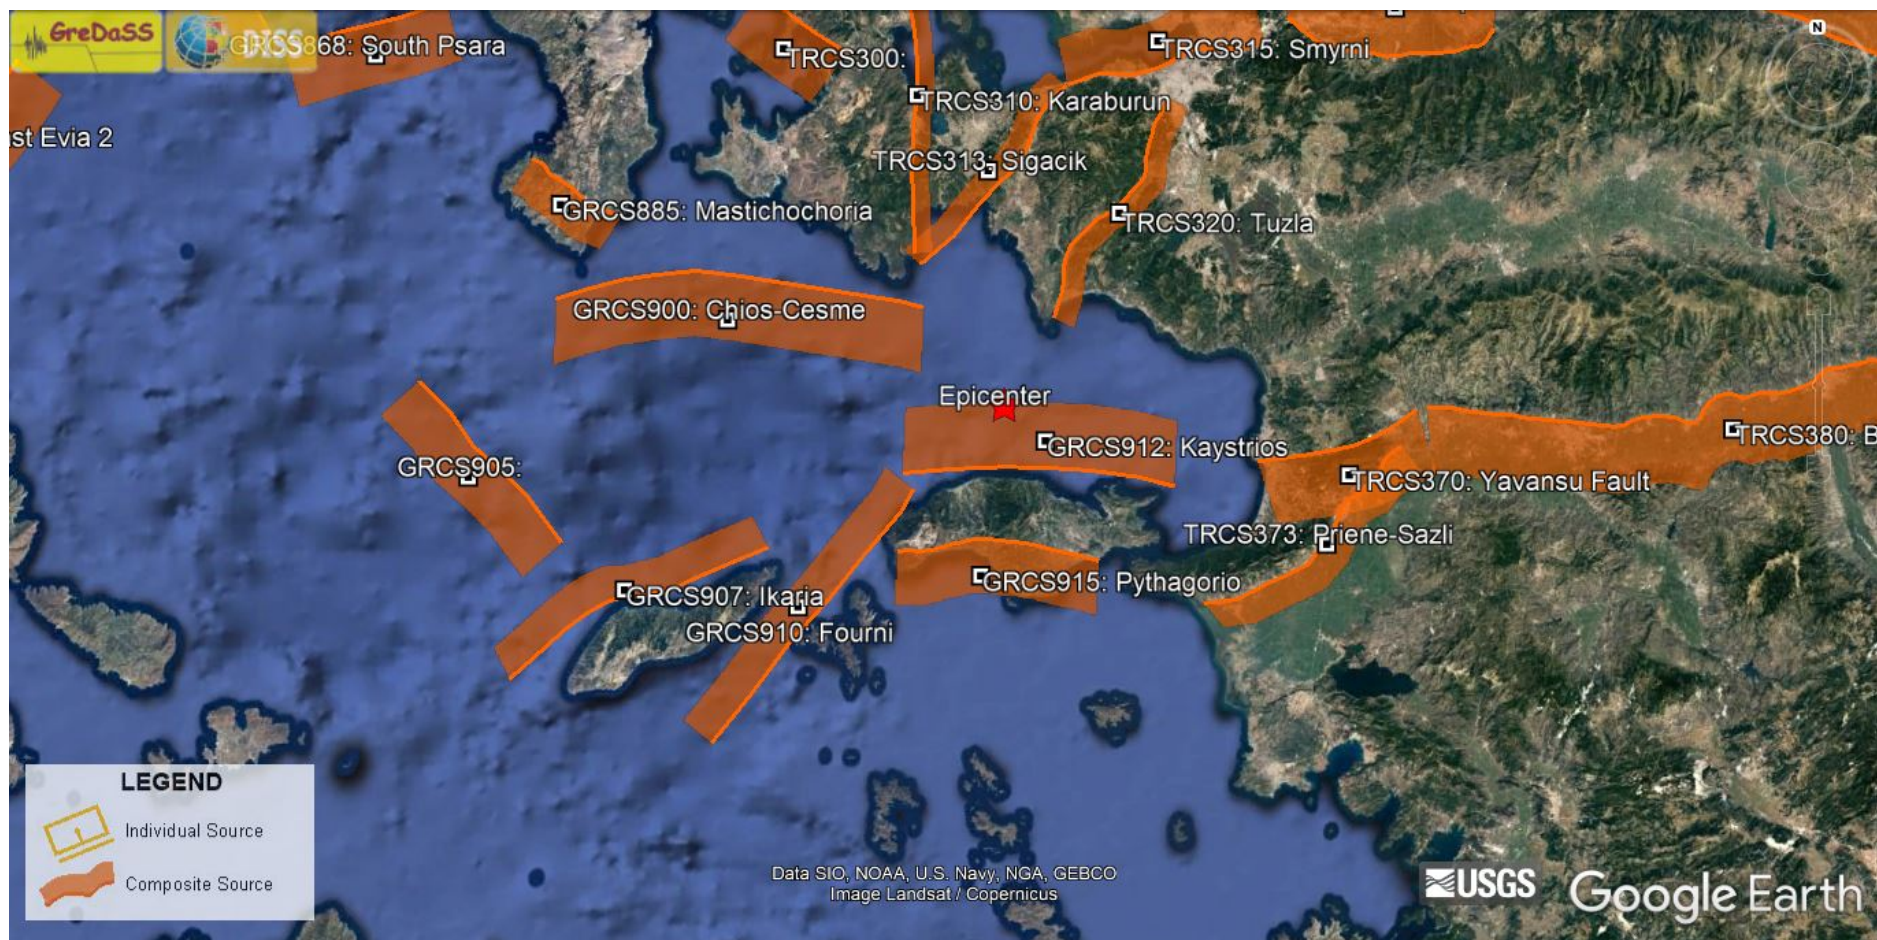 GreDaSS
DISS
GRCS868: South Psara
TRCS300:
TRCS315: Smyrni
N
TRCS310: Karaburun
st Evia 2
TRCS313: Sigacik
GRCS885: Mastichochoria
TRCS320: Tuzla
GRCS900: Chios-Cesme
Epicenter
GRCS912: Kaystrios
TRCS380: B
GRCS905:
TRCS370: Yavansu Fault
TRCS373: Priene-Sazli
GRCS907: Ikaria
GRCS915: Pythagorio
GRCS910: Fourni
LEGEND
Individual Source
Composite Source
Data SIO, NOAA, U.S. Navy, NGA, GEBCO
Image Landsat / Copernicus
USGS
Google Earth